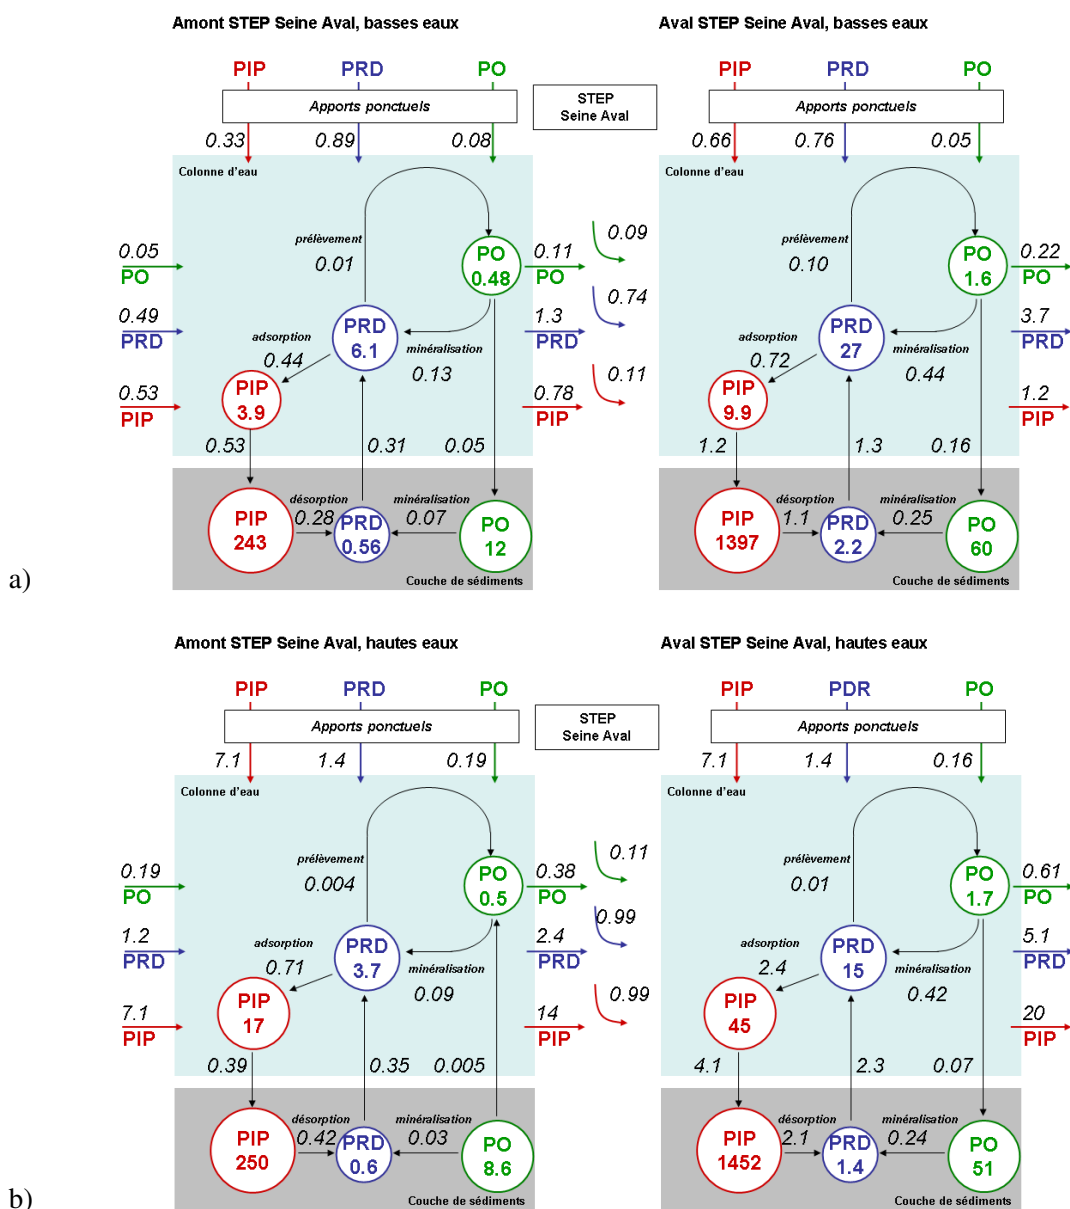 Amont STEP Seine Aval, basses eaux
Aval STEP Seine Aval, basses eaux
PIP PRD PO
PIP PRD PO
Apports ponctuels
STEP
Seine Aval
Apports ponctuels
0.33 0.89 0.08
0.66 0.76 0.05
Colonne d'eau
Colonne d'eau
prélèvement
0.01
0.09
prélèvement
0.10
0.05
PO
PO
0.48
0.11
PO
PO
1.6
0.22
PO
0.49
PRD
PRD
6.1
1.3
PRD
0.74
PRD
27
3.7
PRD
adsorption
0.44
minéralisation
0.13
adsorption
0.72
minéralisation
0.44
0.53
PIP
PIP
3.9
0.78
PIP
0.11
PIP
9.9
1.2
PIP
0.53 0.31 0.05
1.2 1.3 0.16
PIP
243
désorption
0.28
PRD
0.56
minéralisation
0.07
PO
12
PIP
1397
désorption
1.1
PRD
2.2
minéralisation
0.25
PO
60
Couche de sédiments
Couche de sédiments
a)
Amont STEP Seine Aval, hautes eaux
Aval STEP Seine Aval, hautes eaux
PIP PRD PO
PIP PDR PO
Apports ponctuels
STEP
Seine Aval
Apports ponctuels
7.1 1.4 0.19
7.1 1.4 0.16
Colonne d'eau
Colonne d'eau
prélèvement
0.004
0.11
prélèvement
0.01
0.19
PO
PO
0.5
0.38
PO
PO
1.7
0.61
PO
1.2
PRD
PRD
3.7
2.4
PRD
0.99
PRD
15
5.1
PRD
adsorption
0.71
minéralisation
0.09
adsorption
2.4
minéralisation
0.42
7.1
PIP
PIP
17
14
PIP
0.99
PIP
45
20
PIP
0.39 0.35 0.005
4.1 2.3 0.07
PIP
250
désorption
0.42
PRD
0.6
minéralisation
0.03
PO
8.6
PIP
1452
désorption
2.1
PRD
1.4
minéralisation
0.24
PO
51
Couche de sédiments
Couche de sédiments
b)